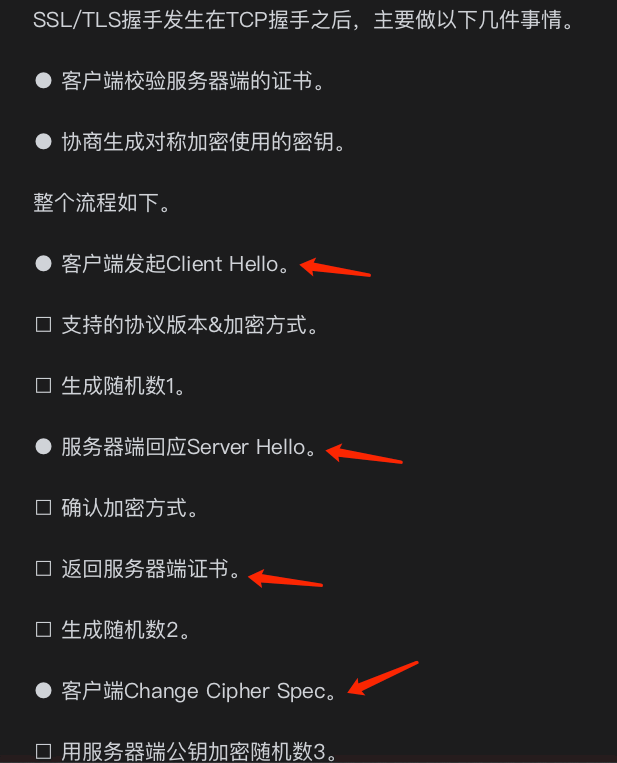 SSL/TLS握手发生在TCP握手之后，主要做以下几件事情。
● 客户端校验服务器端的证书。
● 协商生成对称加密使用的密钥。
整个流程如下。
● 客户端发起Client Hello。
□ 支持的协议版本&加密方式。
□ 生成随机数1。
● 服务器端回应Server Hello。
□ 确认加密方式。
□ 返回服务器端证书。
□ 生成随机数2。
● 客户端Change Cipher Spec。
□ 用服务器端公钥加密随机数3。